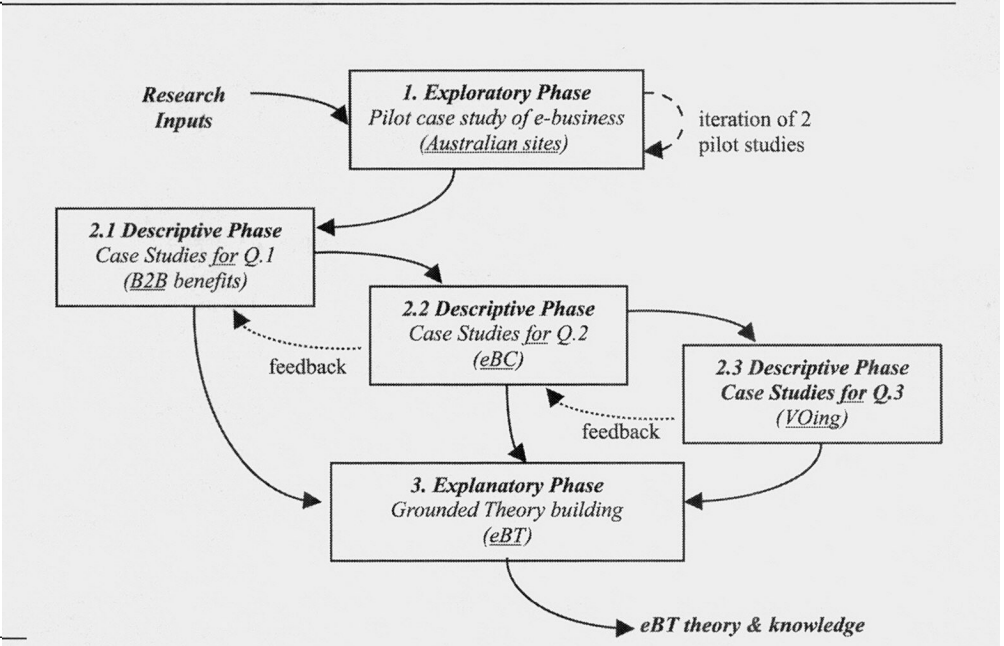 Research
Inputs
1. Exploratory Phase
Pilot case study of e-business
(Australian sites)
iteration of 2
pilot studies
2.1 Descriptive Phase
Case Studies for Q.1
(B2B benefits)
2.2 Descriptive Phase
Case Studies for Q.2
(eBC)
feedback
2.3 Descriptive Phase
Case Studies for Q.3
(VOing)
feedback
3. Explanatory Phase
Grounded Theory building
(eBT)
eBT theory & knowledge